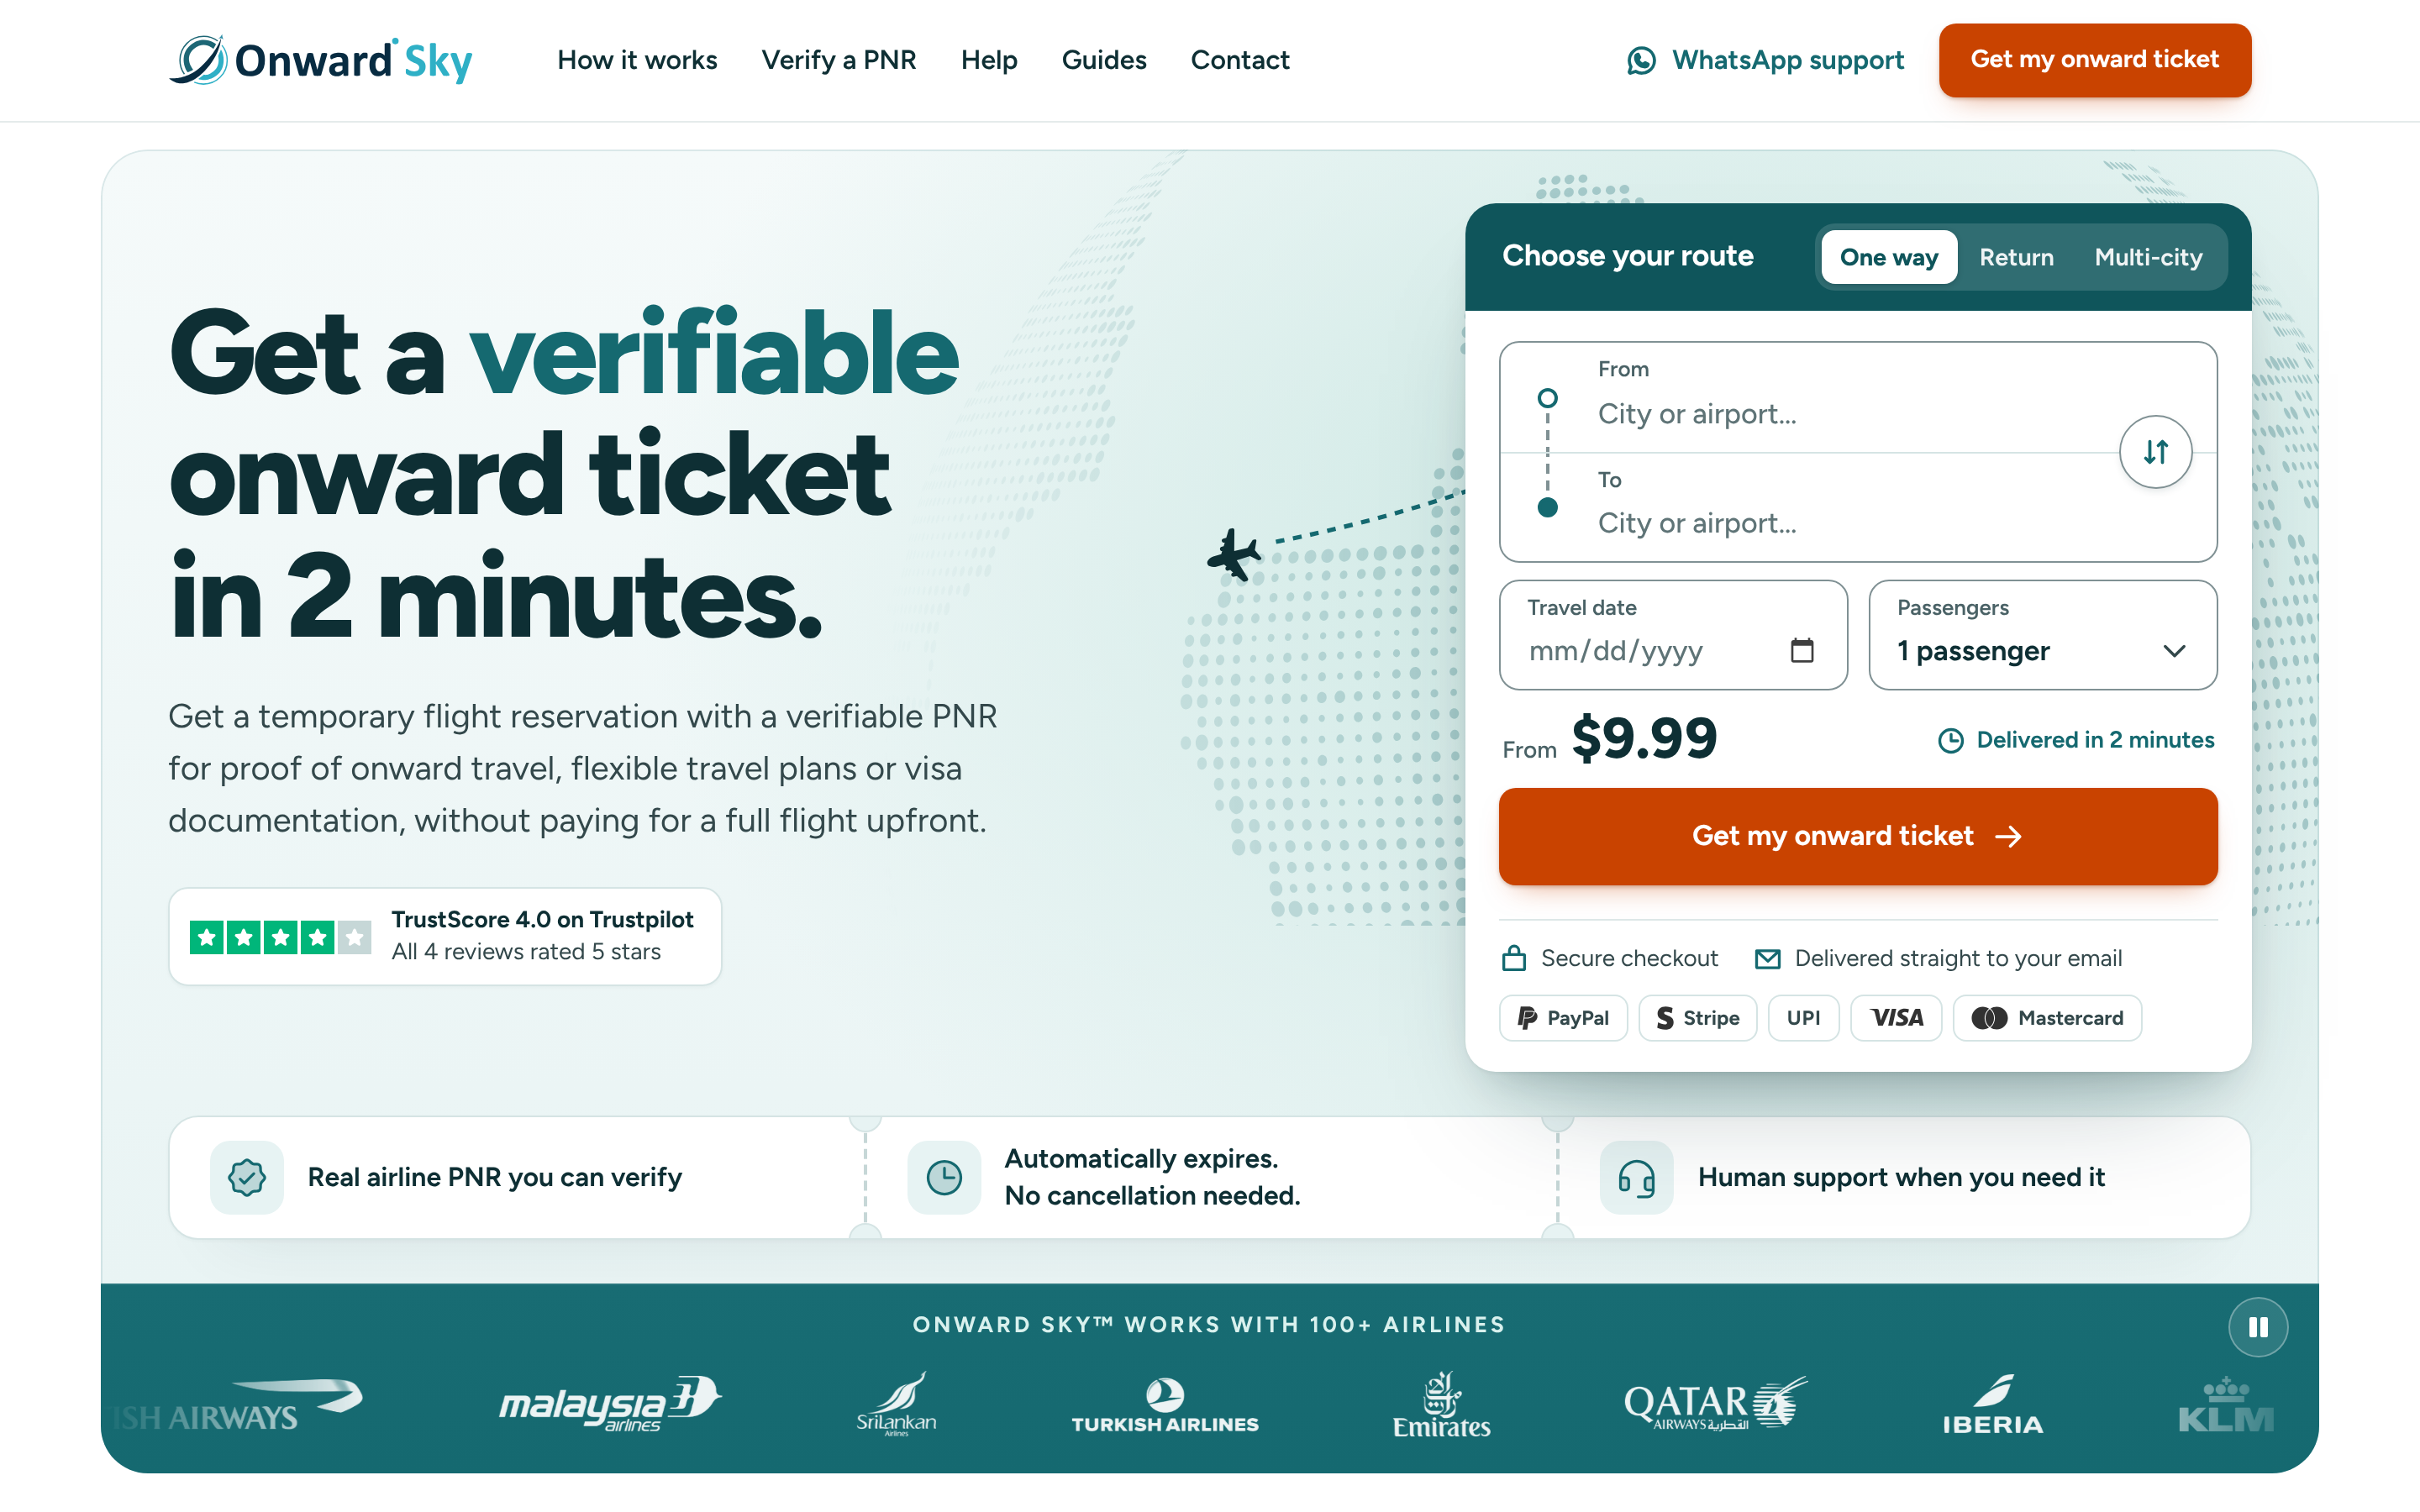 Onward Sky
How it works
Verify a PNR
Help
Guides
Contact
WhatsApp support
Get my onward ticket
Get a verifiable
onward ticket
in 2 minutes.
Get a temporary flight reservation with a verifiable PNR
for proof of onward travel, flexible travel plans or visa
documentation, without paying for a full flight upfront.
TrustScore 4.0 on Trustpilot
All 4 reviews rated 5 stars
Choose your route
One way
Return
Multi-city
From
City or airport...
To
City or airport...
Travel date
mm/dd/yyyy
Passengers
1 passenger
From $9.99
Delivered in 2 minutes
Get my onward ticket →
Secure checkout
Delivered straight to your email
PayPal
Stripe
UPI
VISA
Mastercard
Real airline PNR you can verify
Automatically expires.
No cancellation needed.
Human support when you need it
ONWARD SKY™ WORKS WITH 100+ AIRLINES
ISH AIRWAYS
malaysia
airlines
SriLankan
Airlines
TURKISH AIRLINES
Emirates
QATAR
AIRWAYS القطرية
IBERIA
KLM